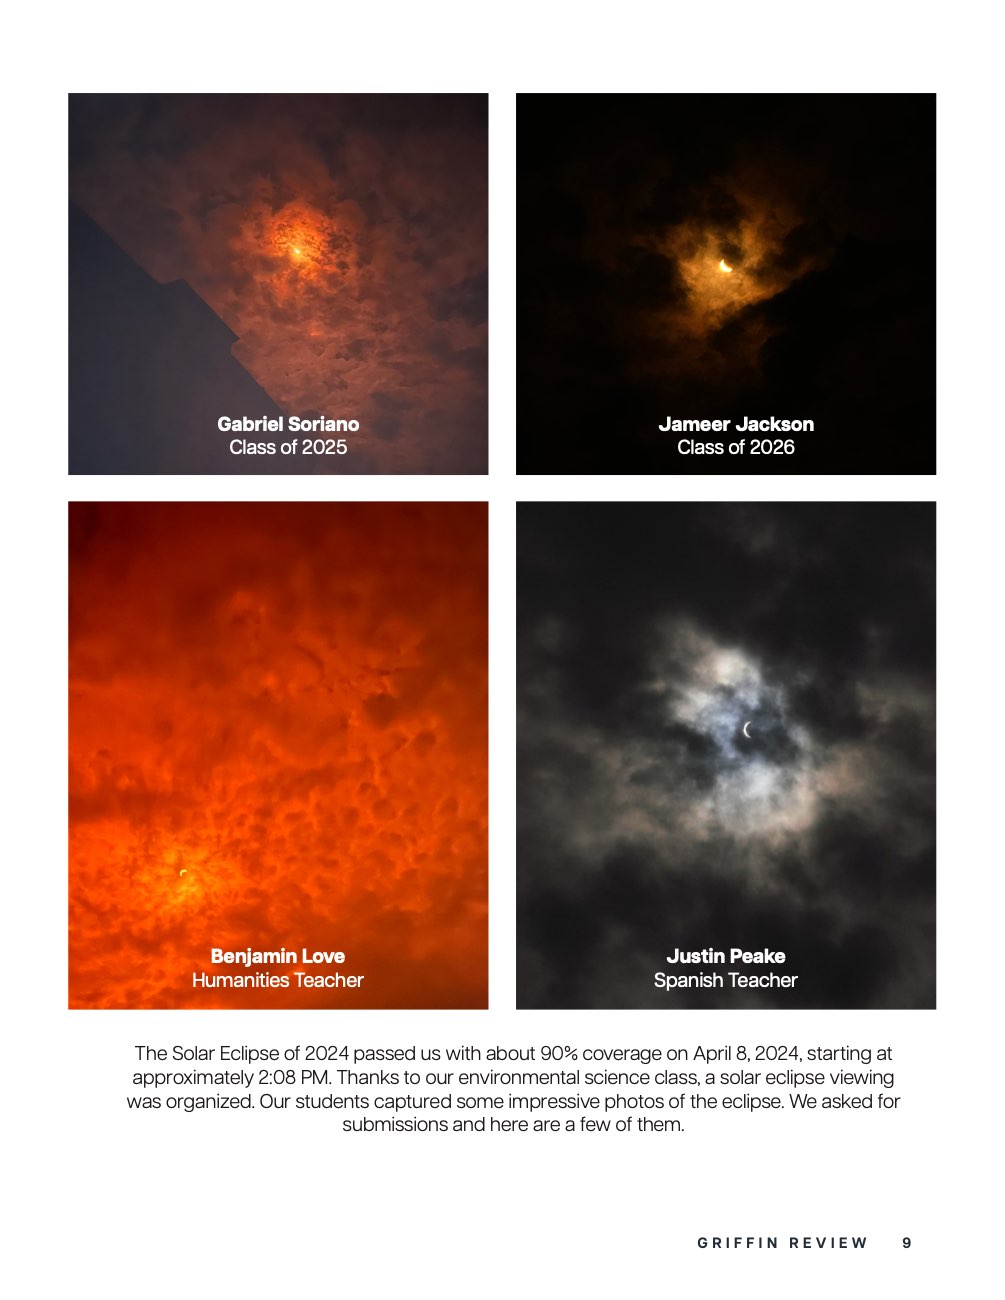 Gabriel Soriano
Class of 2025
Jameer Jackson
Class of 2026
Benjamin Love
Humanities Teacher
Justin Peake
Spanish Teacher
The Solar Eclipse of 2024 passed us with about 90% coverage on April 8, 2024, starting at
approximately 2:08 PM. Thanks to our environmental science class, a solar eclipse viewing
was organized. Our students captured some impressive photos of the eclipse. We asked for
submissions and here are a few of them.
GRIFFIN REVIEW 9